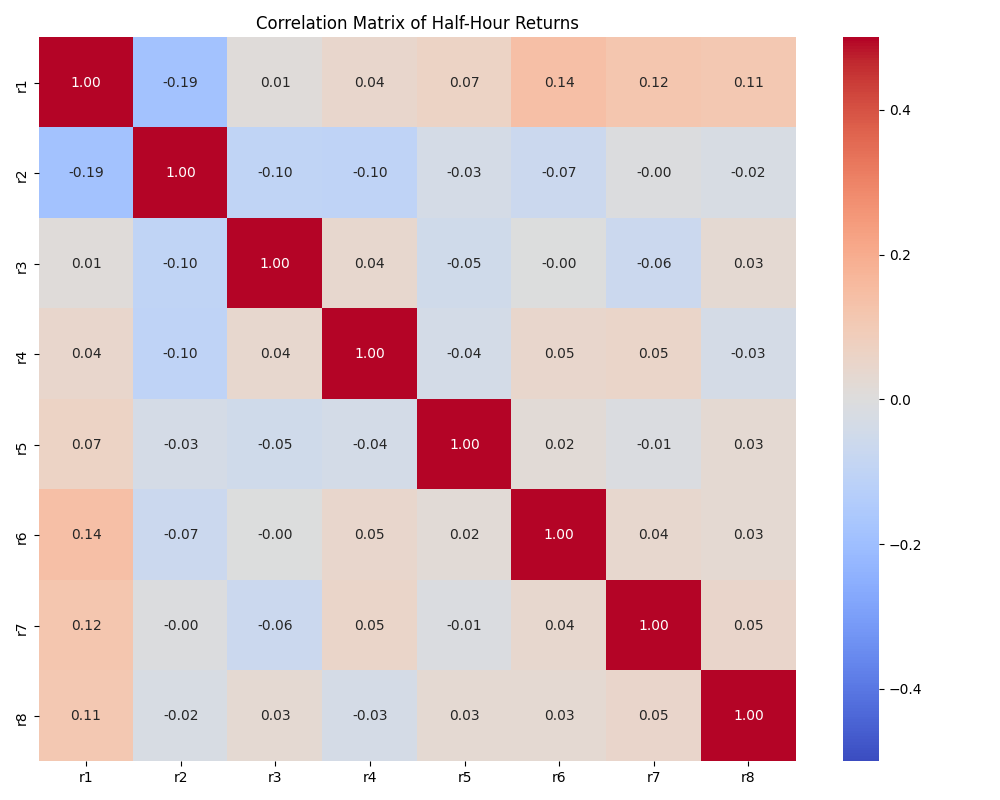 Correlation Matrix of Half-Hour Returns
r1 1.00 -0.19 0.01 0.04 0.07 0.14 0.12 0.11
r2 -0.19 1.00 -0.10 -0.10 -0.03 -0.07 -0.00 -0.02
r3 0.01 -0.10 1.00 0.04 -0.05 -0.00 -0.06 0.03
r4 0.04 -0.10 0.04 1.00 -0.04 0.05 0.05 -0.03
r5 0.07 -0.03 -0.05 -0.04 1.00 0.02 -0.01 0.03
r6 0.14 -0.07 -0.00 0.05 0.02 1.00 0.04 0.03
r7 0.12 -0.00 -0.06 0.05 -0.01 0.04 1.00 0.05
r8 0.11 -0.02 0.03 -0.03 0.03 0.03 0.05 1.00
r1 r2 r3 r4 r5 r6 r7 r8
0.4
0.2
0.0
−0.2
−0.4